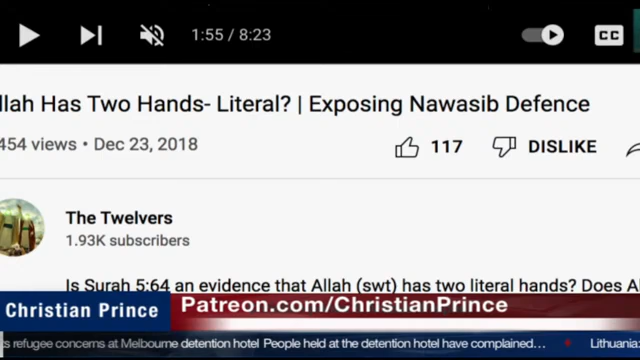 1:55 / 8:23
CC
llah Has Two Hands- Literal? | Exposing Nawasib Defence
454 views • Dec 23, 2018
117
DISLIKE
The Twelvers
1.93K subscribers
Is Surah 5:64 an evidence that Allah (swt) has two literal hands? Does Al
Christian Prince
Patreon.com/ChristianPrince
s refugee concerns at Melbourne detention hotel People held at the detention hotel have complained... Lithuania: